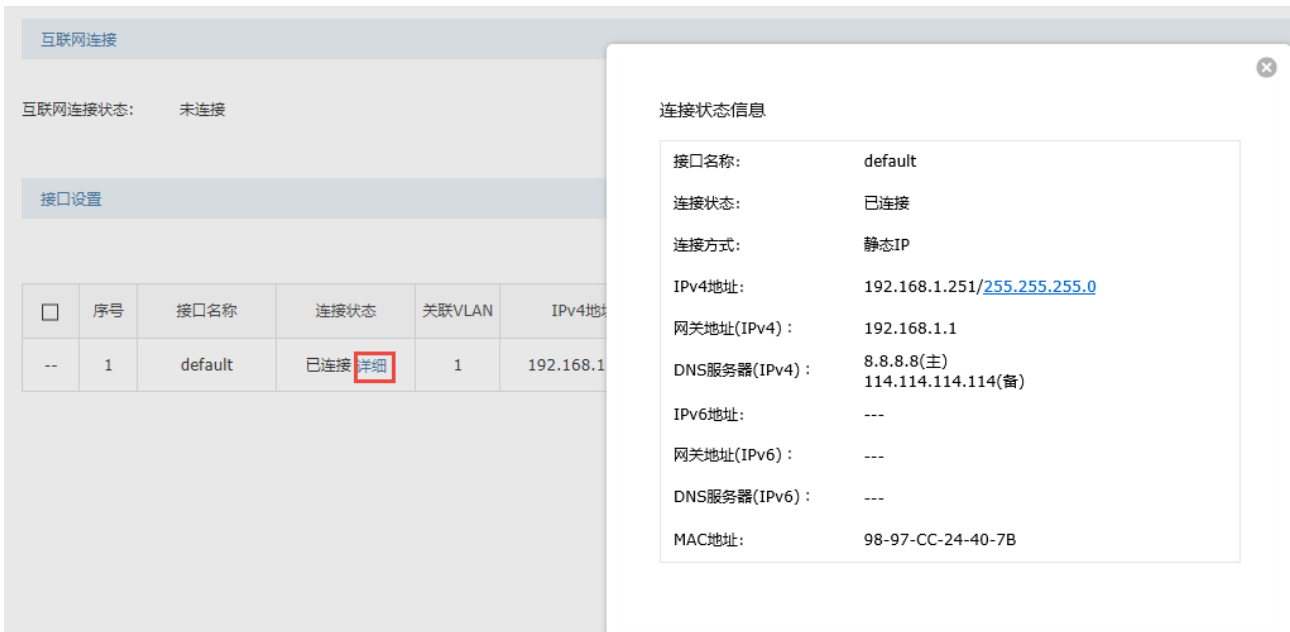 互联网连接
互联网连接状态: 未连接
接口设置
序号 接口名称 连接状态 关联VLAN IPv4地
-- 1 default 已连接 详细 1 192.168.1
连接状态信息
接口名称: default
连接状态: 已连接
连接方式: 静态IP
IPv4地址: 192.168.1.251/255.255.255.0
网关地址(IPv4)： 192.168.1.1
DNS服务器(IPv4)： 8.8.8.8(主)
114.114.114.114(备)
IPv6地址: ---
网关地址(IPv6)： ---
DNS服务器(IPv6)： ---
MAC地址: 98-97-CC-24-40-7B